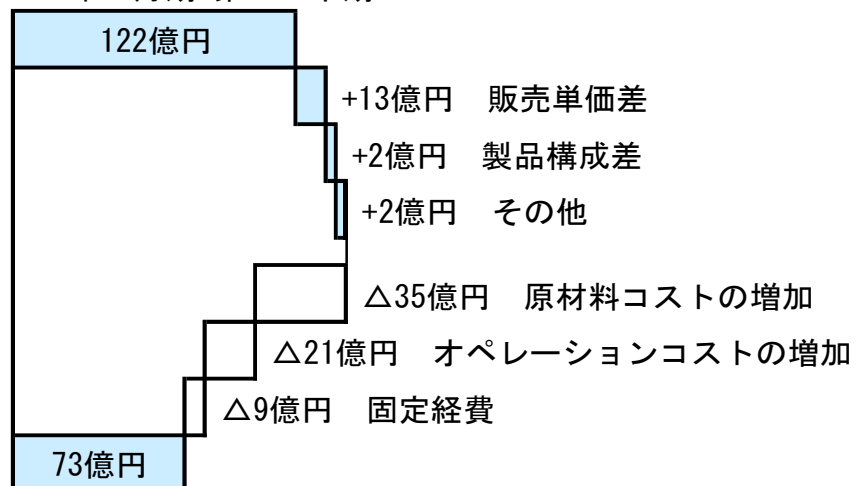 122億円
+13億円 販売単価差
+2億円 製品構成差
+2億円 その他
△35億円 原材料コストの増加
△21億円 オペレーションコストの増加
△9億円 固定経費
73億円